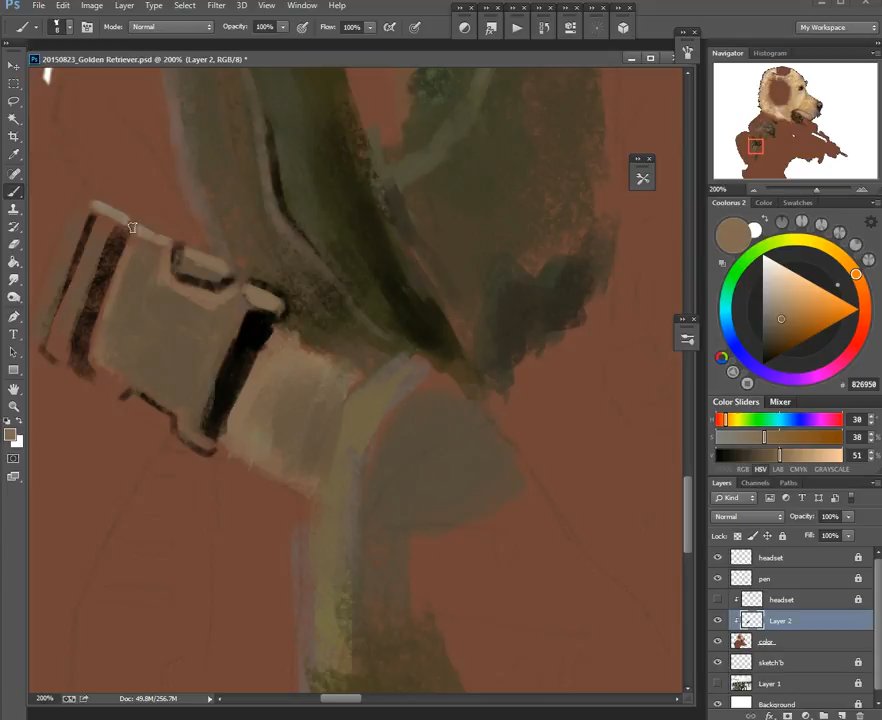 Ps File Edit Image Layer Type Select Filter 3D View Window Help
8 Mode: Normal Opacity: 100% Flow: 100% My Workspace
Ps 20150823_Golden Retriever.psd @ 200% (Layer 2, RGB/8) *
Navigator Histogram
200%
Coolorus 2 Color Swatches
# 826950
Color Sliders Mixer
H 30 °
S 38 %
V 51 %
RGB HSV LAB CMYK GRAYSCALE
Layers Channels Paths
Kind
Normal Opacity: 100%
Lock: Fill: 100%
headset
pen
headset
Layer 2
color
sketch'b
Layer 1
Background
200% Doc: 49.8M/256.7M
fx